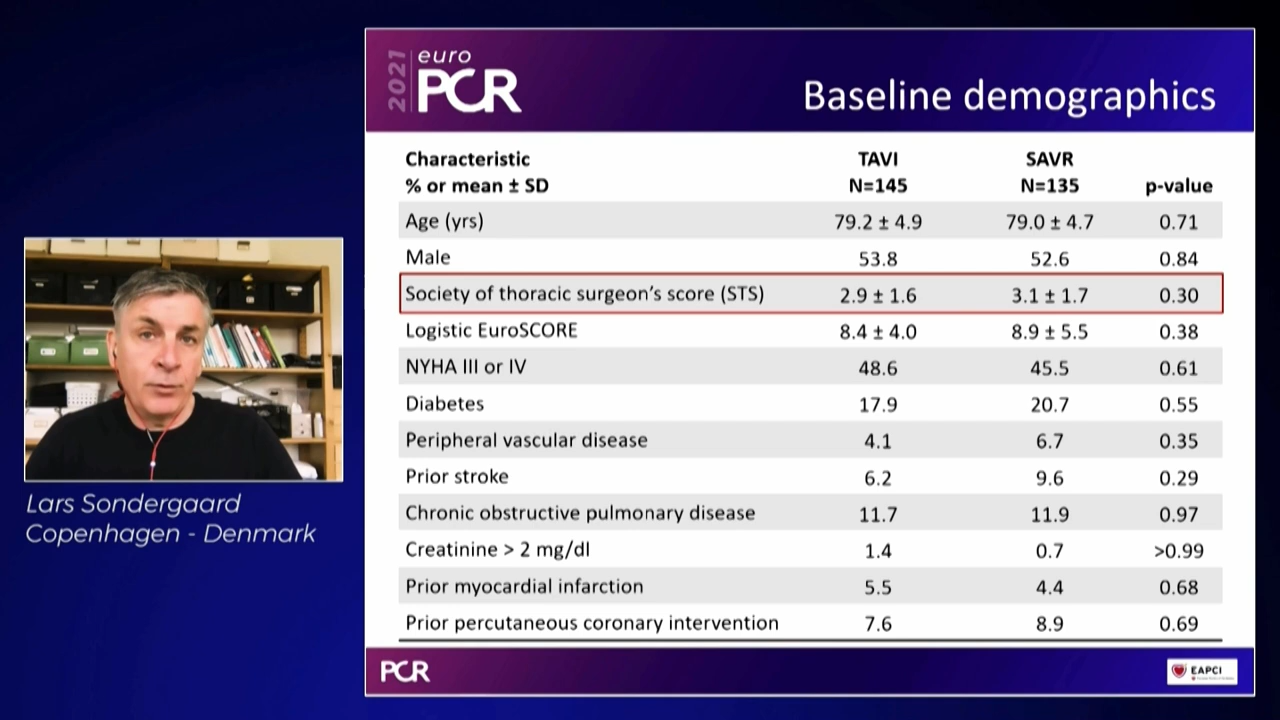 2021 euro
PCR
Baseline demographics
Characteristic TAVI SAVR
% or mean ± SD N=145 N=135 p-value
Age (yrs) 79.2 ± 4.9 79.0 ± 4.7 0.71
Male 53.8 52.6 0.84
Society of thoracic surgeon's score (STS) 2.9 ± 1.6 3.1 ± 1.7 0.30
Logistic EuroSCORE 8.4 ± 4.0 8.9 ± 5.5 0.38
NYHA III or IV 48.6 45.5 0.61
Diabetes 17.9 20.7 0.55
Peripheral vascular disease 4.1 6.7 0.35
Prior stroke 6.2 9.6 0.29
Chronic obstructive pulmonary disease 11.7 11.9 0.97
Creatinine > 2 mg/dl 1.4 0.7 >0.99
Prior myocardial infarction 5.5 4.4 0.68
Prior percutaneous coronary intervention 7.6 8.9 0.69
Lars Sondergaard
Copenhagen - Denmark
PCR
EAPCI